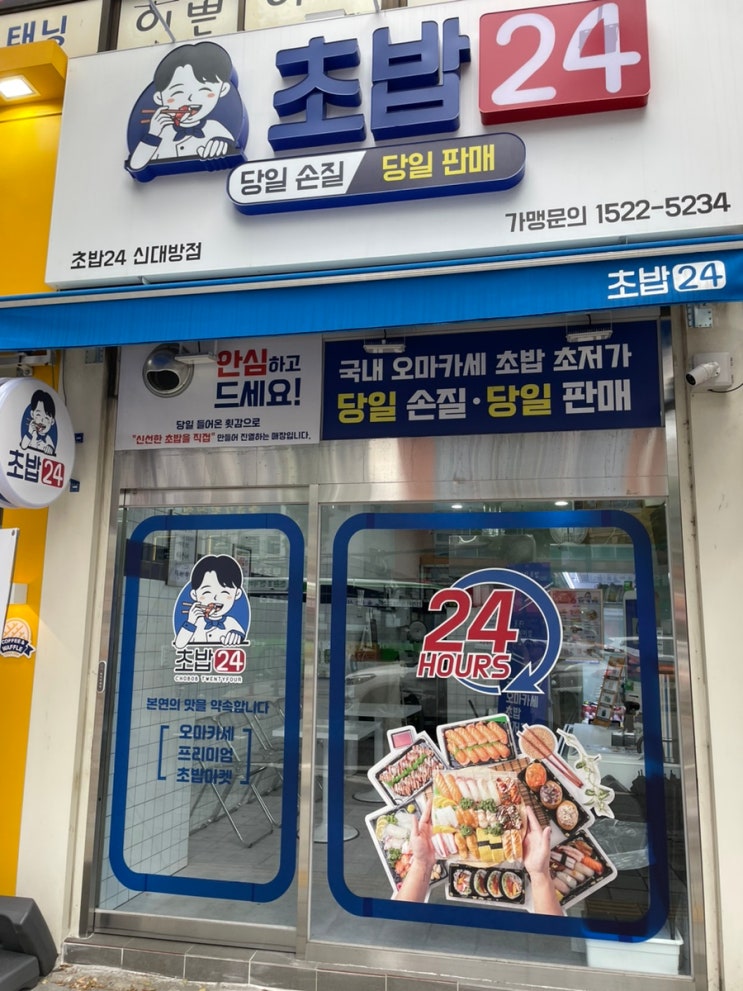 태닝
초밥24
당일 손질 당일 판매
초밥24 신대방점
가맹문의 1522-5234
초밥24
안심하고
드세요!
당일 들어온 횟감으로
"신선한 초밥을 직접" 만들어 진열하는 매장입니다.
국내 오마카세 초밥 초저가
당일 손질·당일 판매
초밥24
초밥24
CHOBOB TWENTYFOUR
본연의 맛을 약속합니다
오마카세
프리미엄
초밥마켓
24
HOURS
오마카세
초밥
COFFEE &
WAFFLE